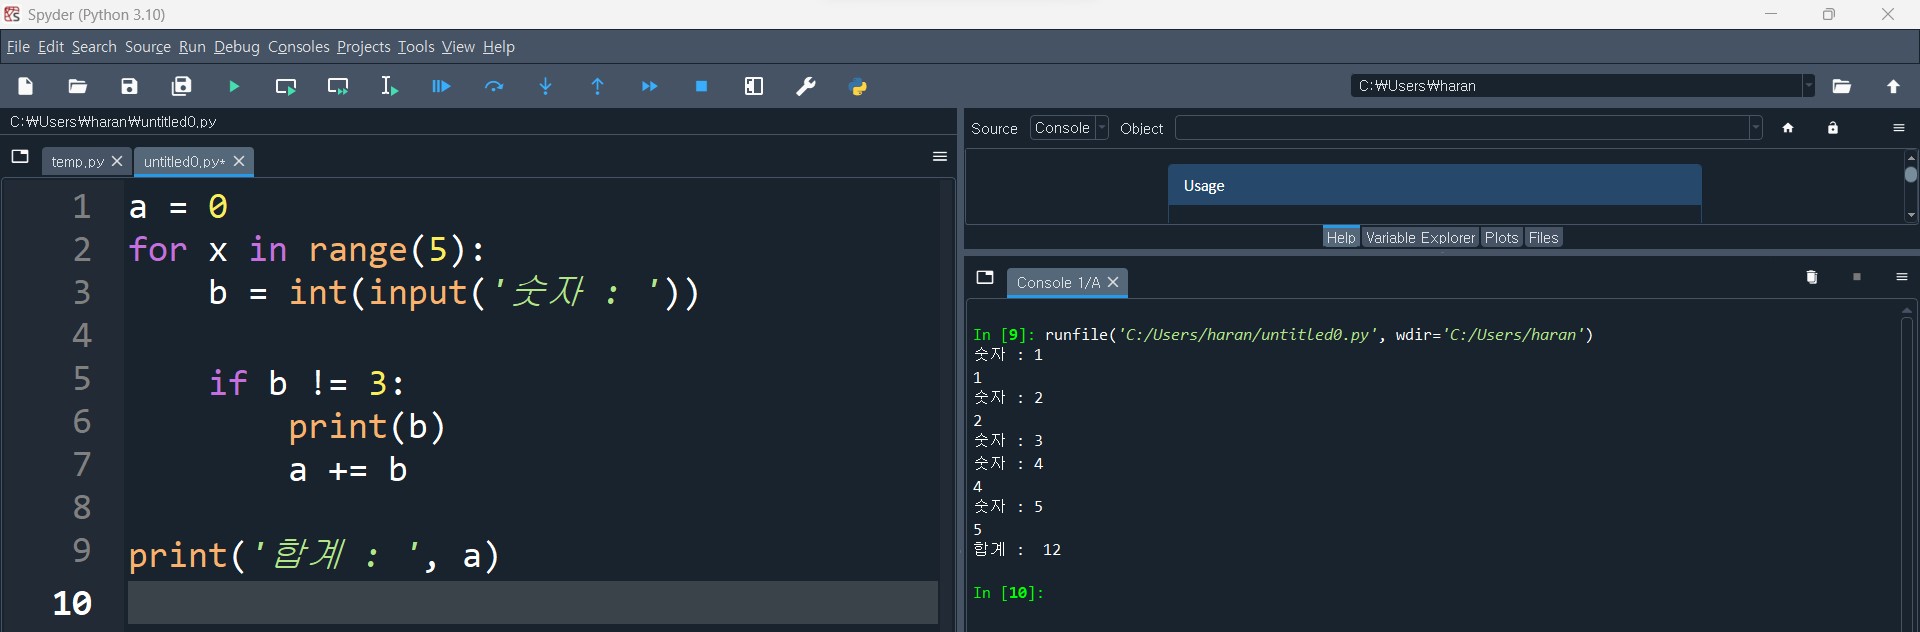 Spyder (Python 3.10)
File Edit Search Source Run Debug Consoles Projects Tools View Help
C:₩Users₩haran
C:₩Users₩haran₩untitled0.py
temp.py
untitled0.py*
1 a = 0
2 for x in range(5):
3     b = int(input('숫자 : '))
4
5     if b != 3:
6         print(b)
7         a += b
8
9 print('합계 : ', a)
10
Source Console Object
Usage
Help Variable Explorer Plots Files
Console 1/A
In [9]: runfile('C:/Users/haran/untitled0.py', wdir='C:/Users/haran')
숫자 : 1
1
숫자 : 2
2
숫자 : 3
숫자 : 4
4
숫자 : 5
5
합계 :  12
In [10]: